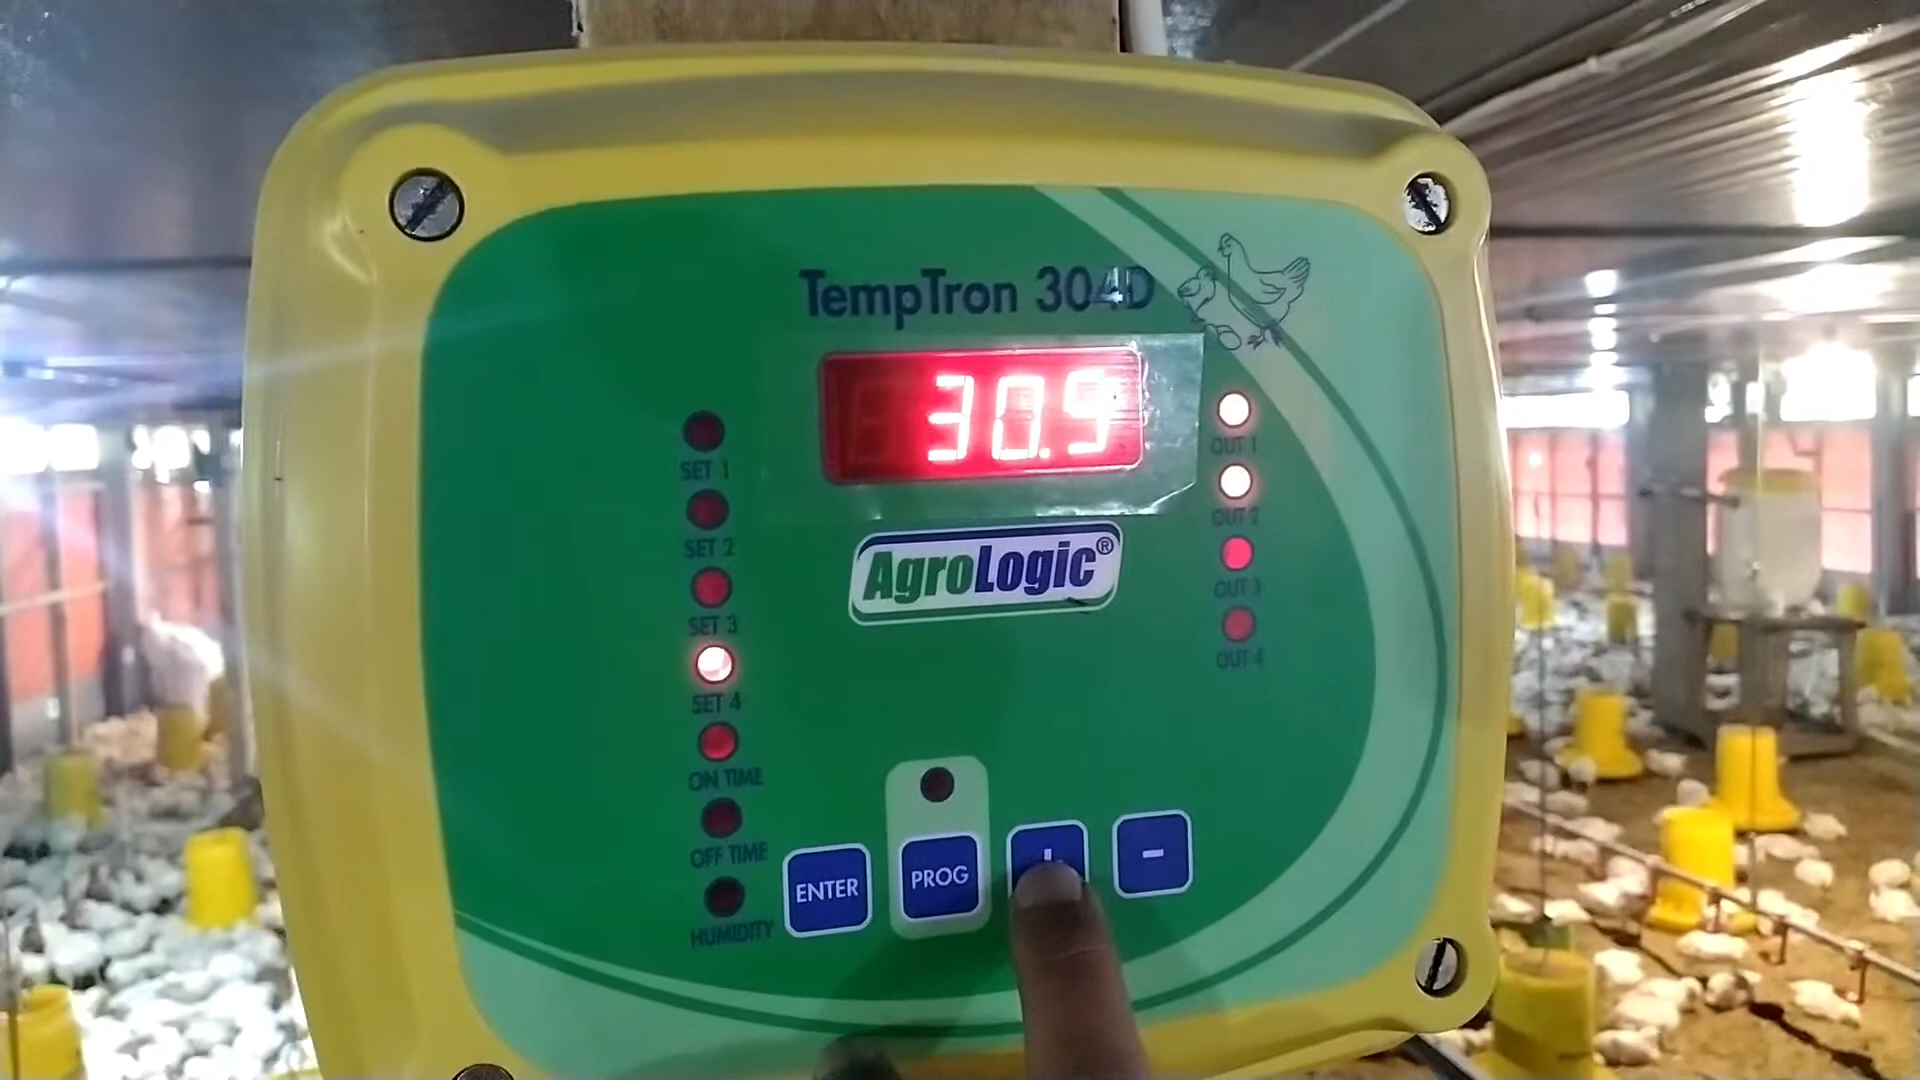 TempTron 304D
30.9
AgroLogic®
SET 1
SET 2
SET 3
SET 4
ON TIME
OFF TIME
HUMIDITY
OUT 1
OUT 2
OUT 3
OUT 4
ENTER
PROG
+
-